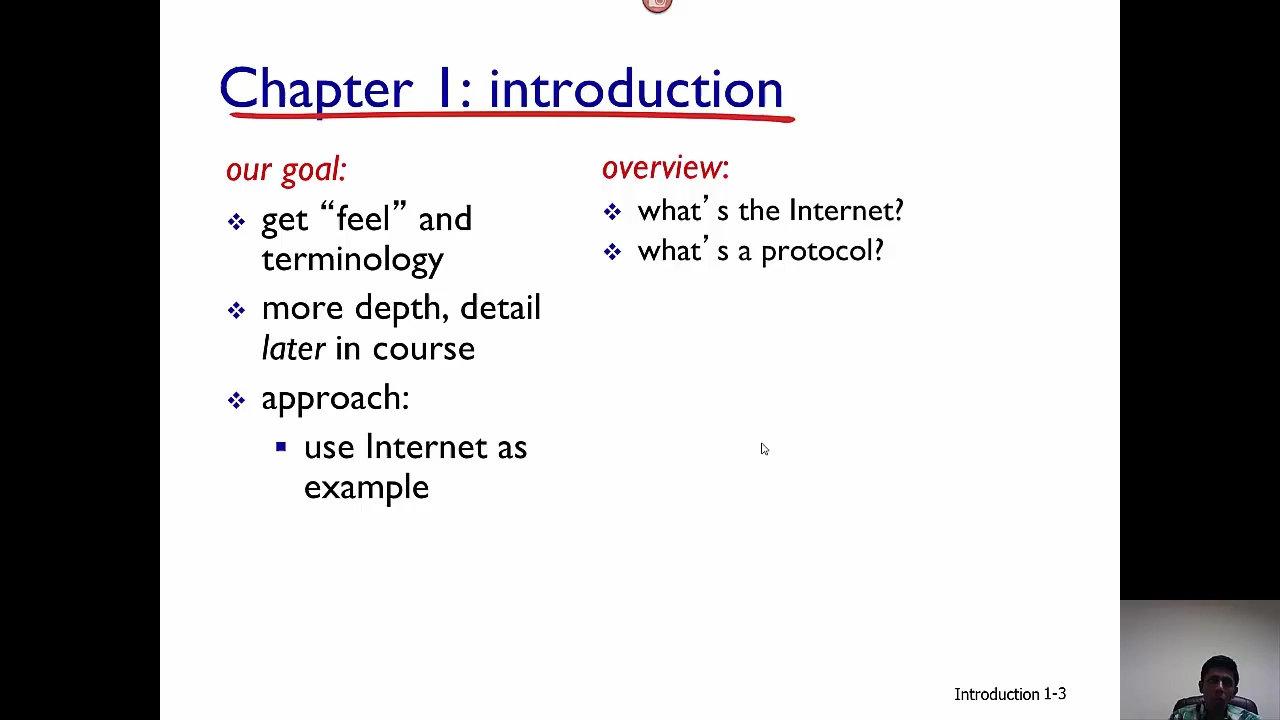 Chapter 1: introduction
our goal:
get “feel” and
terminology
more depth, detail
later in course
approach:
use Internet as
example
overview:
what’s the Internet?
what’s a protocol?
Introduction 1-3